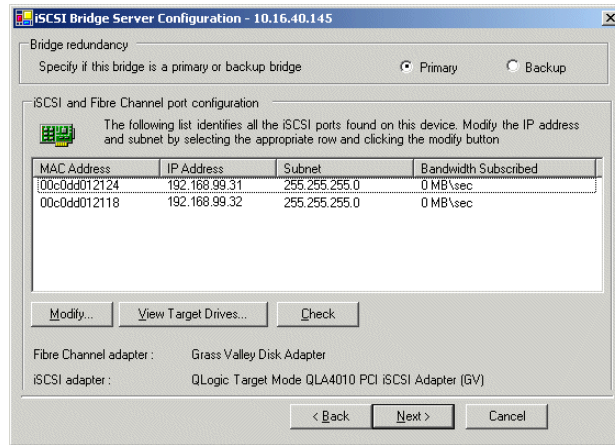 iSCSI Bridge Server Configuration - 10.16.40.145
Bridge redundancy
Specify if this bridge is a primary or backup bridge Primary Backup
iSCSI and Fibre Channel port configuration
The following list identifies all the iSCSI ports found on this device. Modify the IP address
and subnet by selecting the appropriate row and clicking the modify button
MAC Address IP Address Subnet Bandwidth Subscribed
00c0dd012124 192.168.99.31 255.255.255.0 0 MB\sec
00c0dd012118 192.168.99.32 255.255.255.0 0 MB\sec
Modify... View Target Drives... Check
Fibre Channel adapter : Grass Valley Disk Adapter
iSCSI adapter : QLogic Target Mode QLA4010 PCI iSCSI Adapter (GV)
< Back Next > Cancel